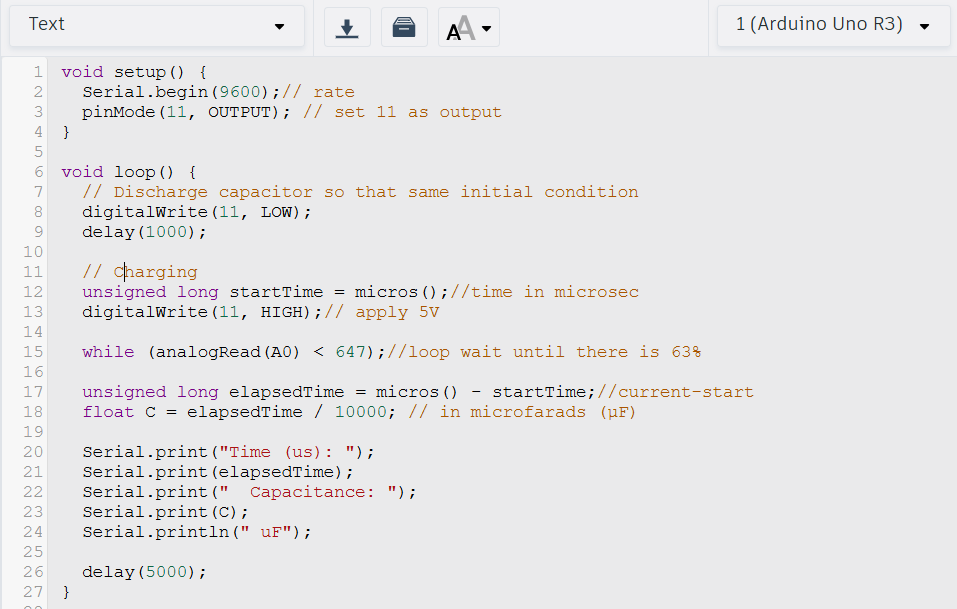 Text
1 (Arduino Uno R3)
1 void setup() {
2   Serial.begin(9600);// rate
3   pinMode(11, OUTPUT); // set 11 as output
4 }
5
6 void loop() {
7   // Discharge capacitor so that same initial condition
8   digitalWrite(11, LOW);
9   delay(1000);
10
11   // Charging
12   unsigned long startTime = micros();//time in microsec
13   digitalWrite(11, HIGH);// apply 5V
14
15   while (analogRead(A0) < 647);//loop wait until there is 63%
16
17   unsigned long elapsedTime = micros() - startTime;//current-start
18   float C = elapsedTime / 10000; // in microfarads (µF)
19
20   Serial.print("Time (us): ");
21   Serial.print(elapsedTime);
22   Serial.print("  Capacitance: ");
23   Serial.print(C);
24   Serial.println(" uF");
25
26   delay(5000);
27 }